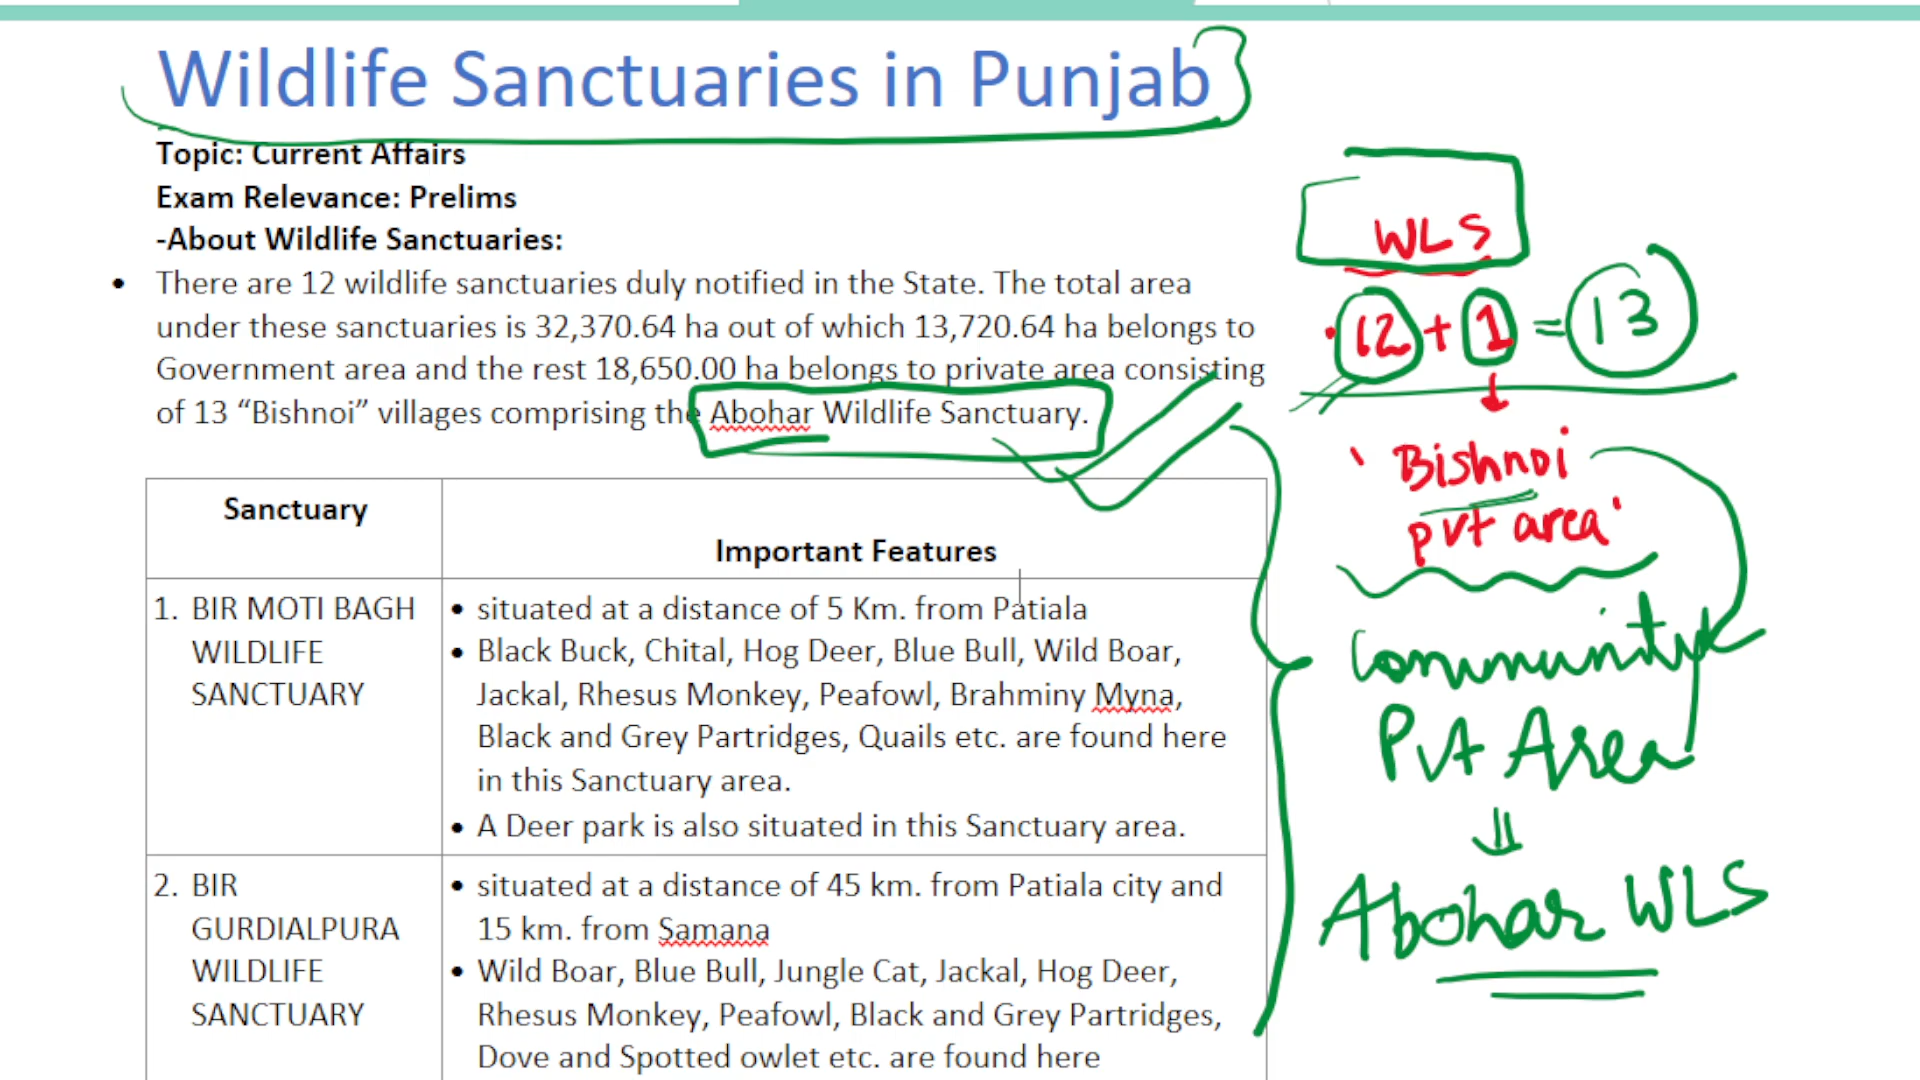 Wildlife Sanctuaries in Punjab
Topic: Current Affairs
Exam Relevance: Prelims
-About Wildlife Sanctuaries:
• There are 12 wildlife sanctuaries duly notified in the State. The total area
under these sanctuaries is 32,370.64 ha out of which 13,720.64 ha belongs to
Government area and the rest 18,650.00 ha belongs to private area consisting
of 13 “Bishnoi” villages comprising the Abohar Wildlife Sanctuary.
Sanctuary
Important Features
1. BIR MOTI BAGH
WILDLIFE
SANCTUARY
• situated at a distance of 5 Km. from Patiala
• Black Buck, Chital, Hog Deer, Blue Bull, Wild Boar,
Jackal, Rhesus Monkey, Peafowl, Brahminy Myna,
Black and Grey Partridges, Quails etc. are found here
in this Sanctuary area.
• A Deer park is also situated in this Sanctuary area.
2. BIR
GURDIALPURA
WILDLIFE
SANCTUARY
• situated at a distance of 45 km. from Patiala city and
15 km. from Samana
• Wild Boar, Blue Bull, Jungle Cat, Jackal, Hog Deer,
Rhesus Monkey, Peafowl, Black and Grey Partridges,
Dove and Spotted owlet etc. are found here
WLS
12 + 1 = 13
'Bishnoi
pvt area'
Community
Pvt Area
Abohar WLS